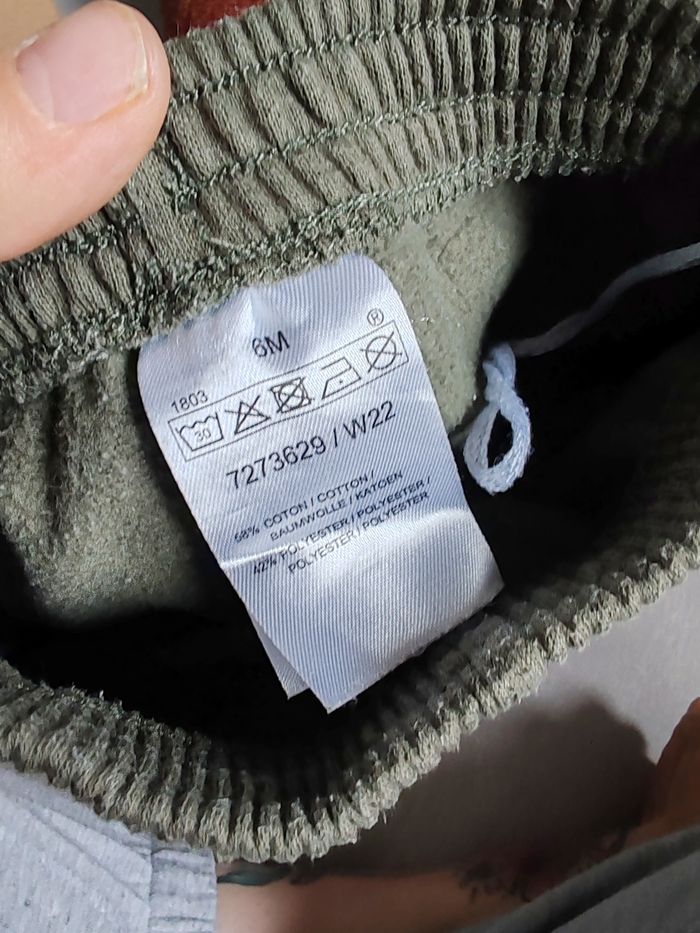 6M
®
1803
30
7273629 / W22
58% COTON / COTTON /
BAUMWOLLE / KATOEN
42% POLYESTER / POLYESTER /
POLYESTER / POLYESTER